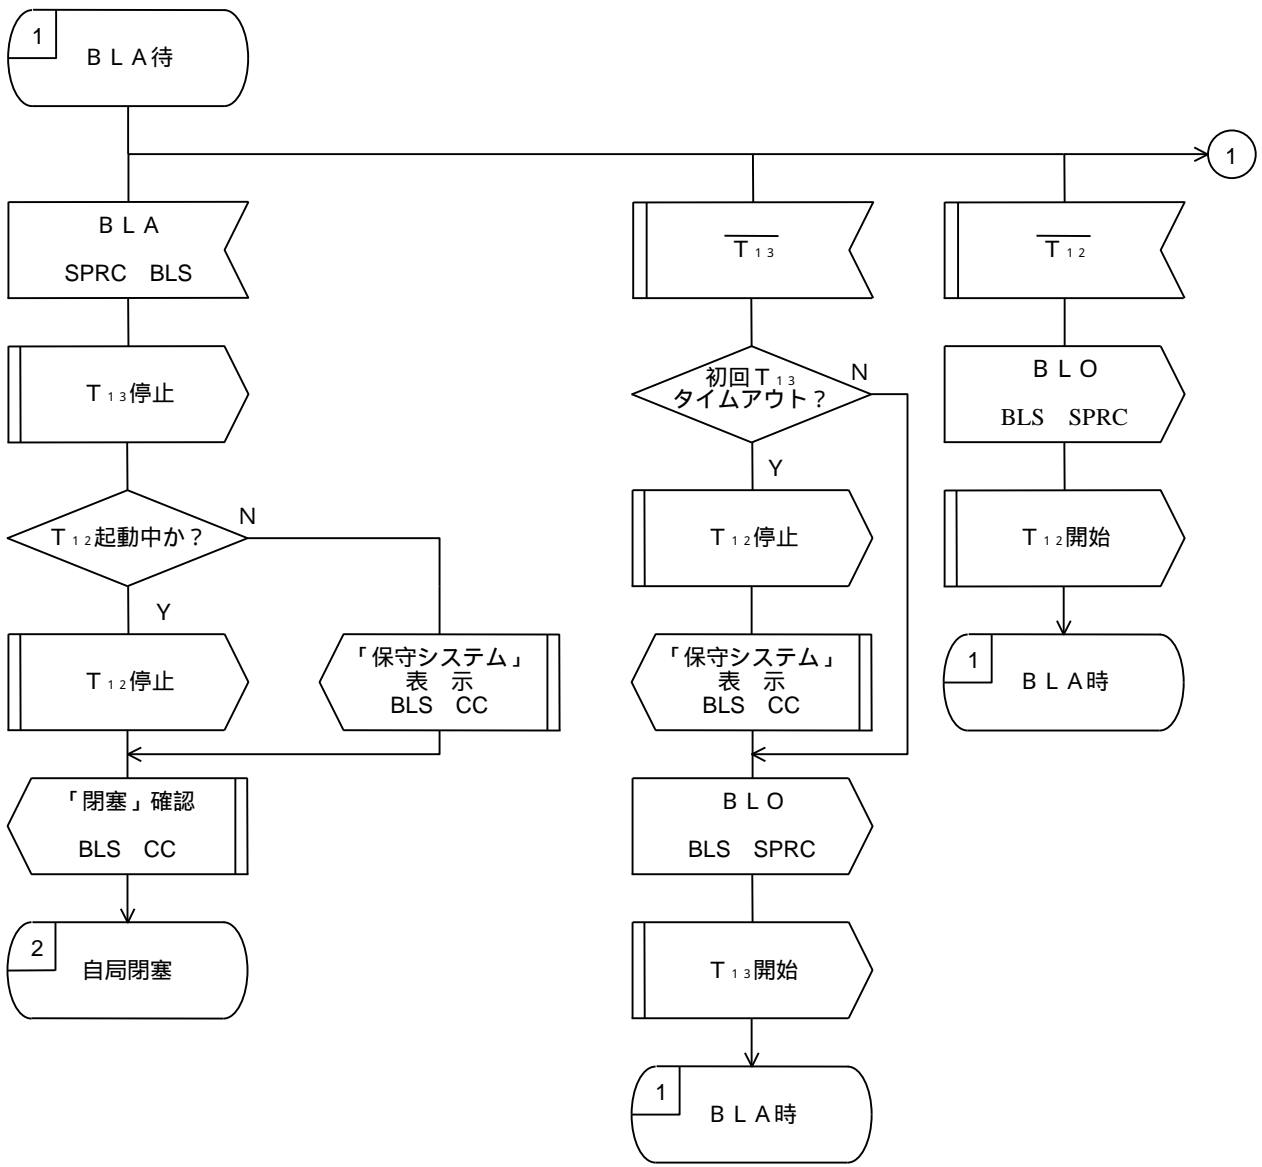 1
ＢＬＡ待
1
ＢＬＡ
SPRC BLS
Ｔ１３停止
Ｔ１２起動中か？
N
Y
Ｔ１２停止
「保守システム」
表 示
BLS CC
「閉塞」確認
BLS CC
2
自局閉塞
Ｔ１３
初回Ｔ１３
タイムアウト？
N
Y
Ｔ１２停止
「保守システム」
表 示
BLS CC
ＢＬＯ
BLS SPRC
Ｔ１３開始
1
ＢＬＡ時
Ｔ１２
ＢＬＯ
BLS SPRC
Ｔ１２開始
1
ＢＬＡ時